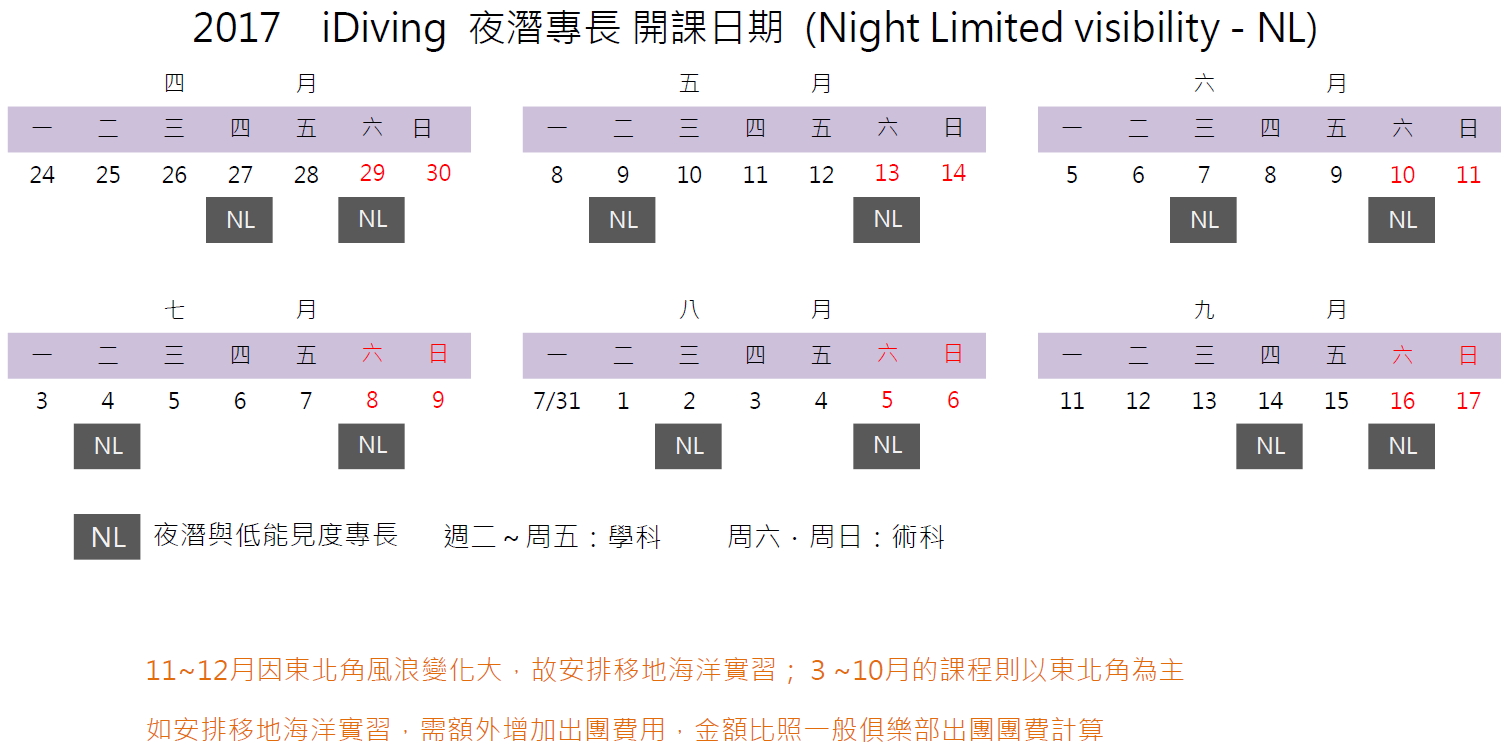 2017 iDiving 夜潛專長 開課日期 (Night Limited visibility - NL)
四 月 五 月 六 月
一 二 三 四 五 六 日 一 二 三 四 五 六 日 一 二 三 四 五 六 日
24 25 26 27 28 29 30 8 9 10 11 12 13 14 5 6 7 8 9 10 11
NL NL NL NL NL NL
七 月 八 月 九 月
一 二 三 四 五 六 日 一 二 三 四 五 六 日 一 二 三 四 五 六 日
3 4 5 6 7 8 9 7/31 1 2 3 4 5 6 11 12 13 14 15 16 17
NL NL NL NL NL NL
NL 夜潛與低能見度專長 週二~周五：學科 周六．周日：術科
11~12月因東北角風浪變化大，故安排移地海洋實習； 3 ~10月的課程則以東北角為主
如安排移地海洋實習，需額外增加出團費用，金額比照一般俱樂部出團團費計算